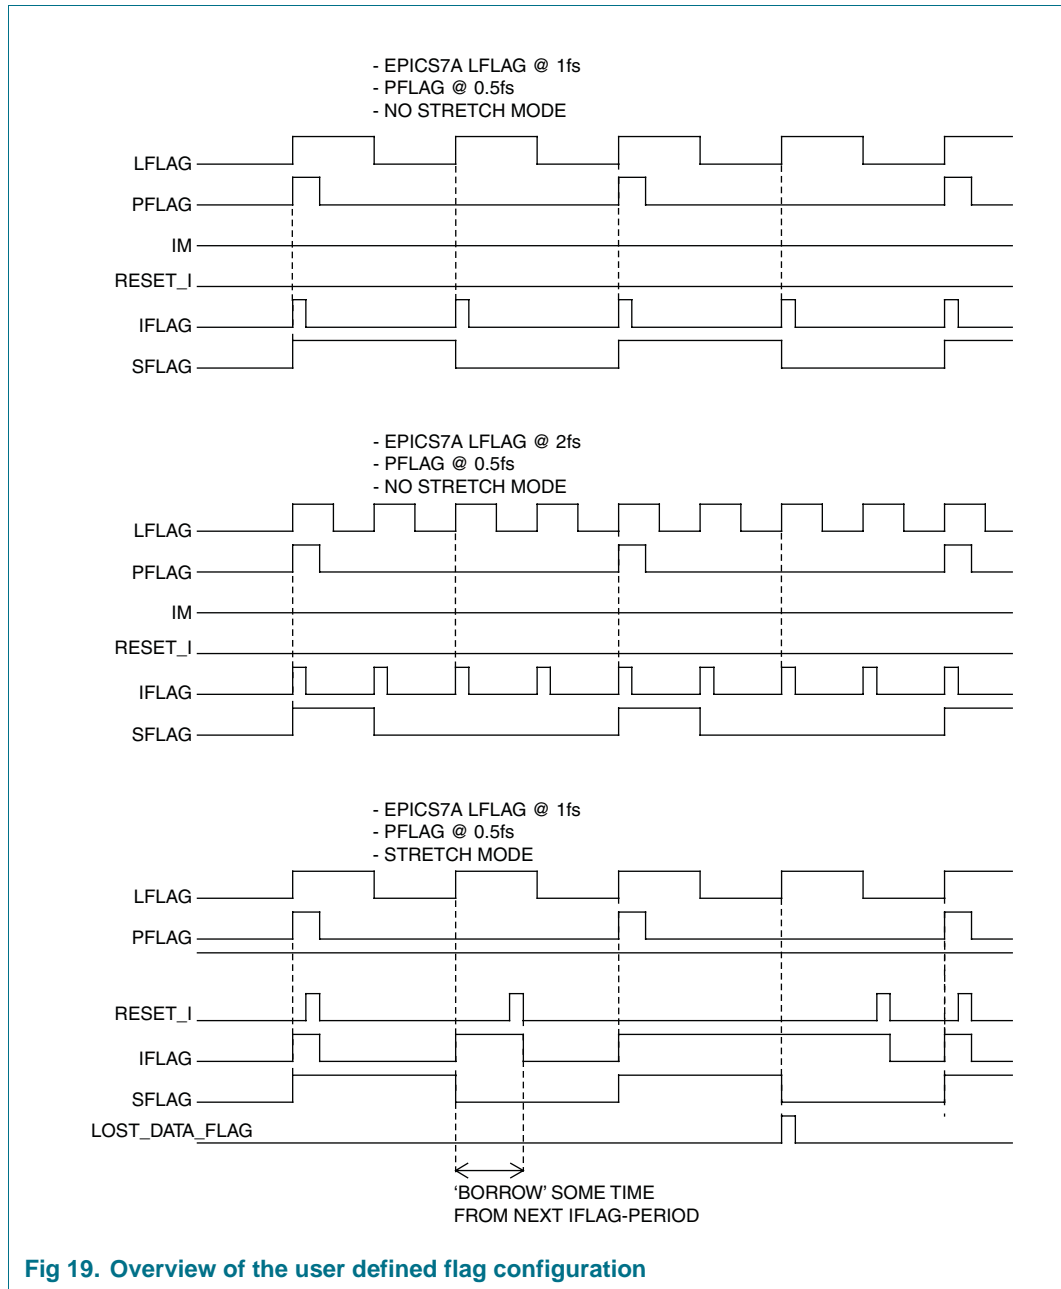 - EPICS7A LFLAG @ 1fs
- PFLAG @ 0.5fs
- NO STRETCH MODE
LFLAG
PFLAG
IM
RESET_I
IFLAG
SFLAG
- EPICS7A LFLAG @ 2fs
- PFLAG @ 0.5fs
- NO STRETCH MODE
LFLAG
PFLAG
IM
RESET_I
IFLAG
SFLAG
- EPICS7A LFLAG @ 1fs
- PFLAG @ 0.5fs
- STRETCH MODE
LFLAG
PFLAG
RESET_I
IFLAG
SFLAG
LOST_DATA_FLAG
‘BORROW’ SOME TIME
FROM NEXT IFLAG-PERIOD
Fig 19. Overview of the user defined flag configuration